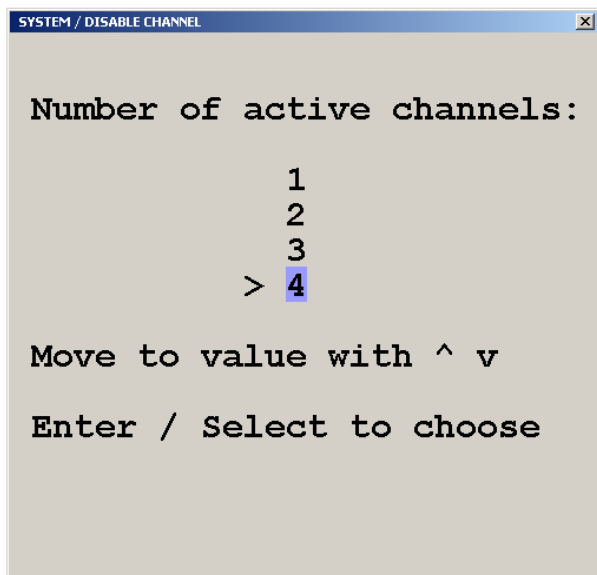 SYSTEM / DISABLE CHANNEL
Number of active channels:
1
2
3
> 4
Move to value with ^ v
Enter / Select to choose